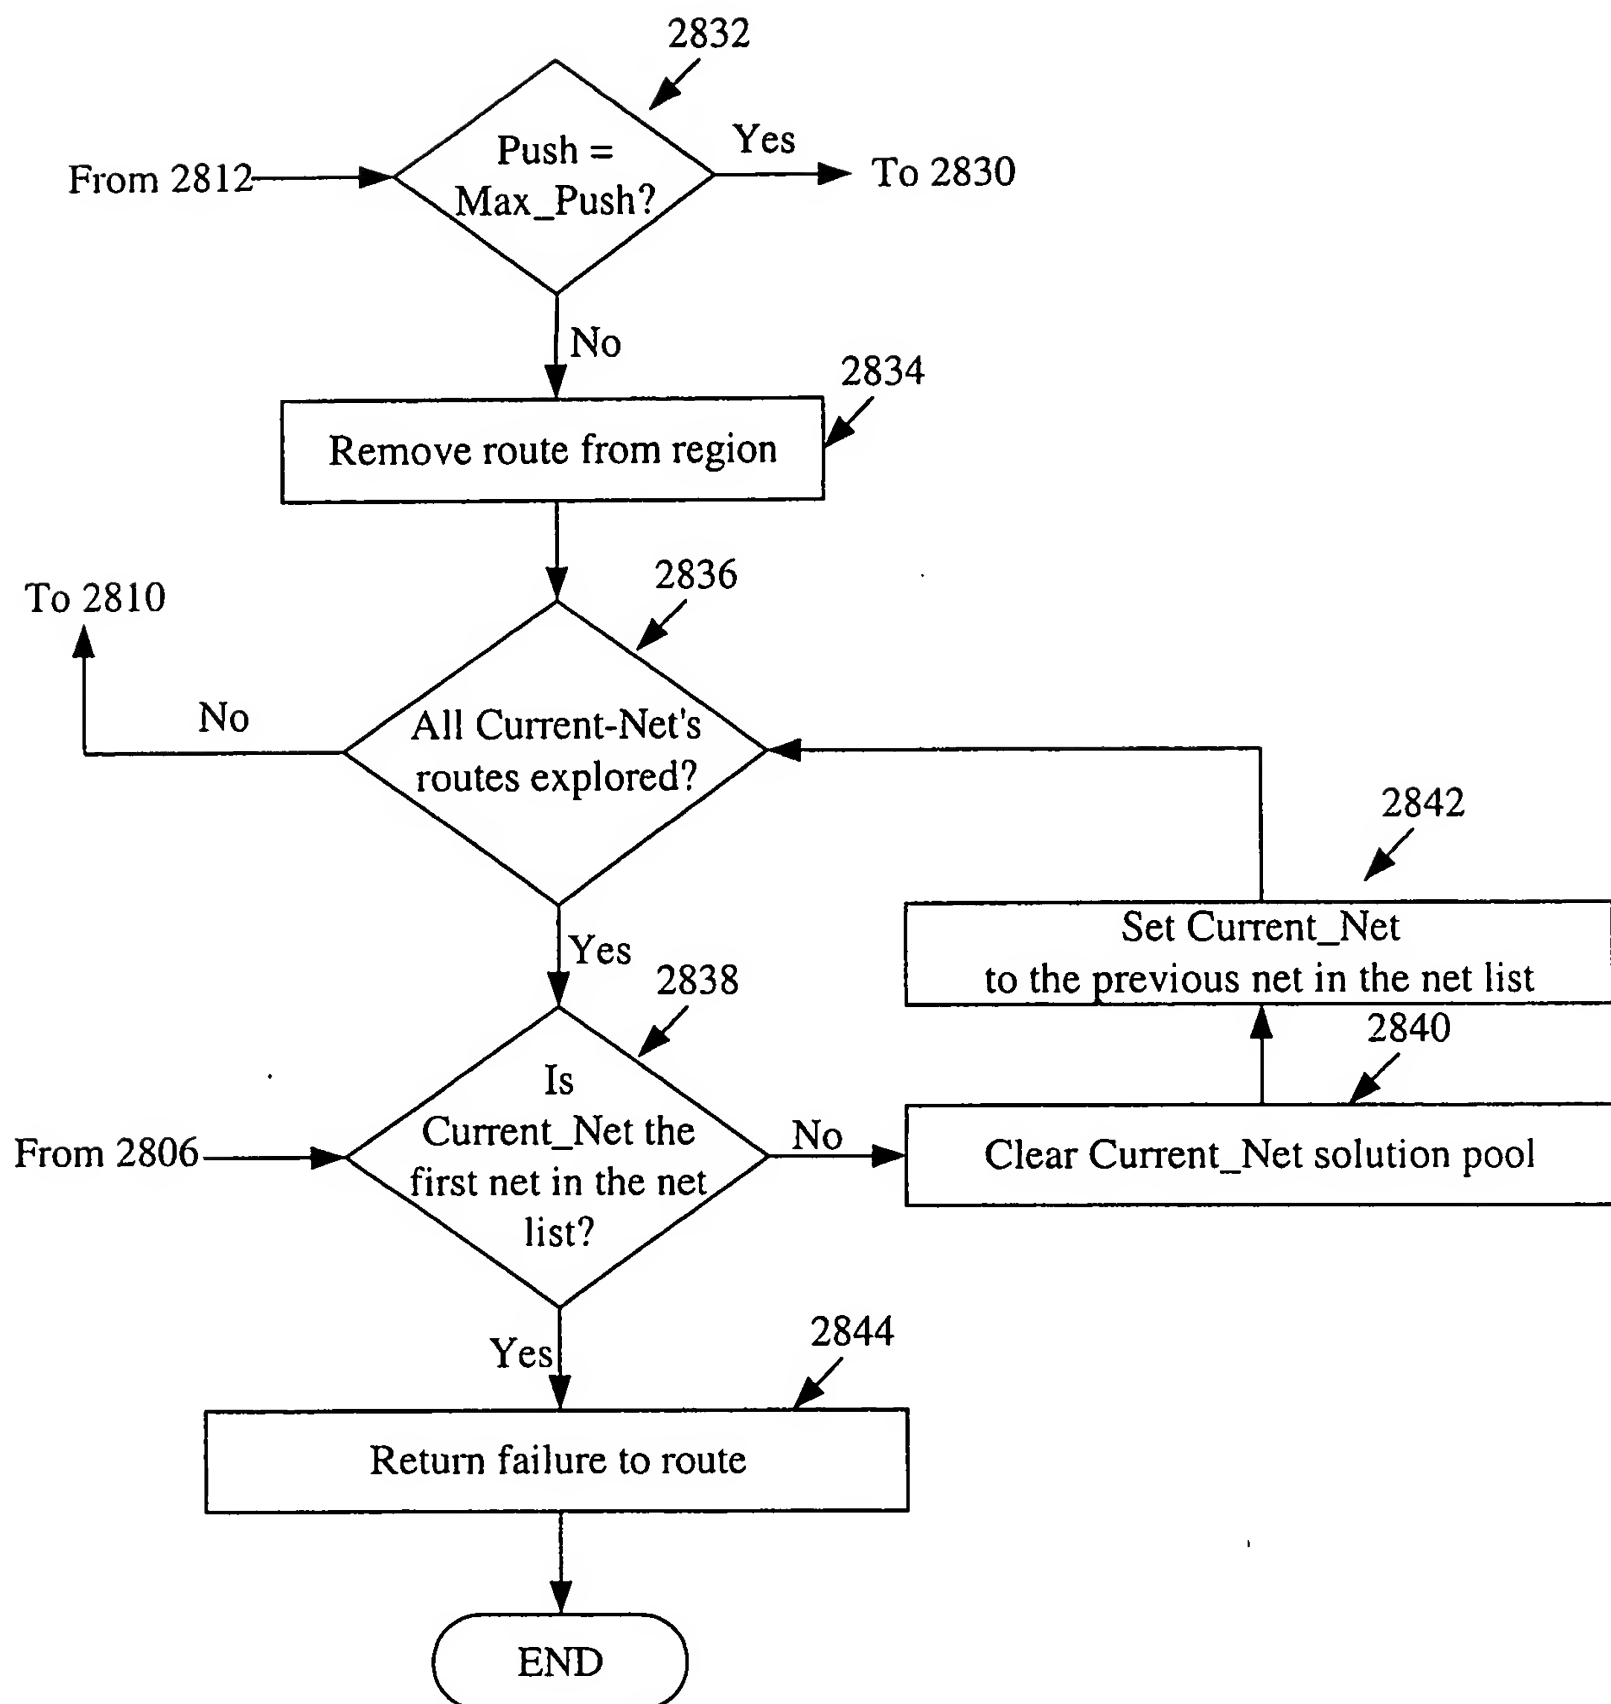 2832
Push =
Max_Push?
Yes
From 2812
To 2830
No
2834
Remove route from region
2836
To 2810
No
All Current-Net's
routes explored?
2842
Set Current_Net
to the previous net in the net list
Yes
2838
2840
Is
Current_Net the
first net in the net
list?
From 2806
No
Clear Current_Net solution pool
Yes
2844
Return failure to route
END